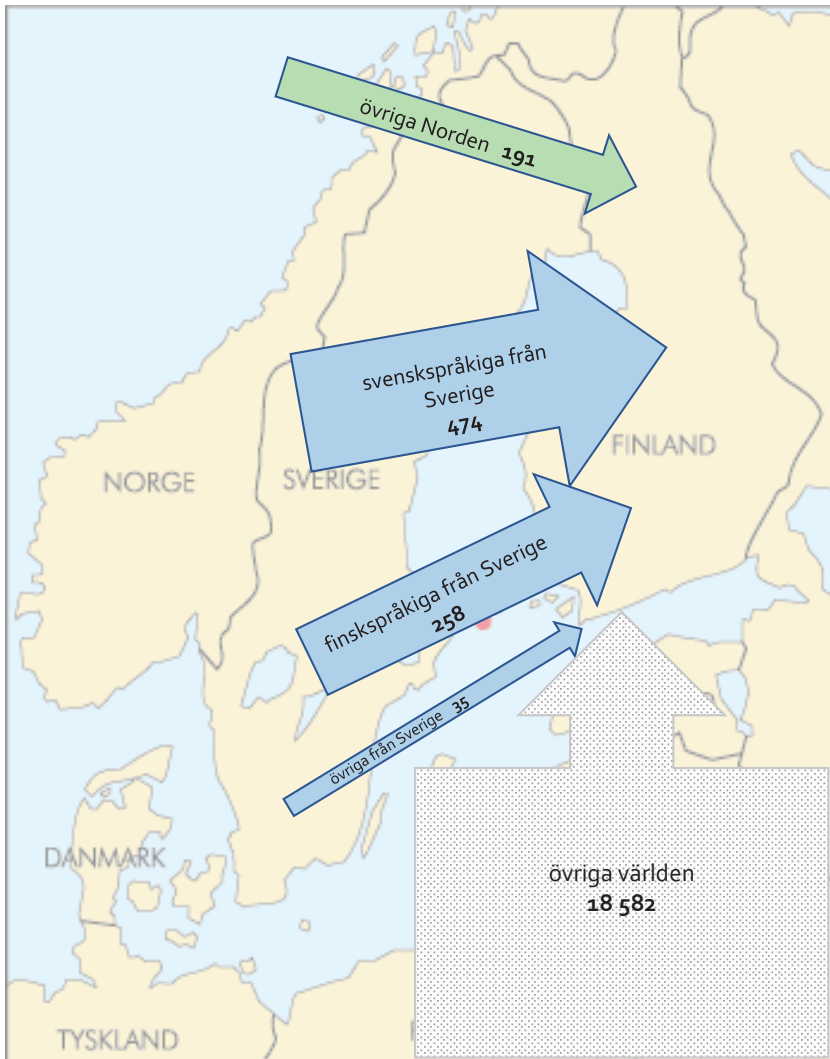 övriga Norden 191
svenskspråkiga från
Sverige
474
FINLAND
NORGE
SVERIGE
finskspråkiga från Sverige
258
övriga från Sverige 35
DANMARK
övriga världen
18 582
TYSKLAND